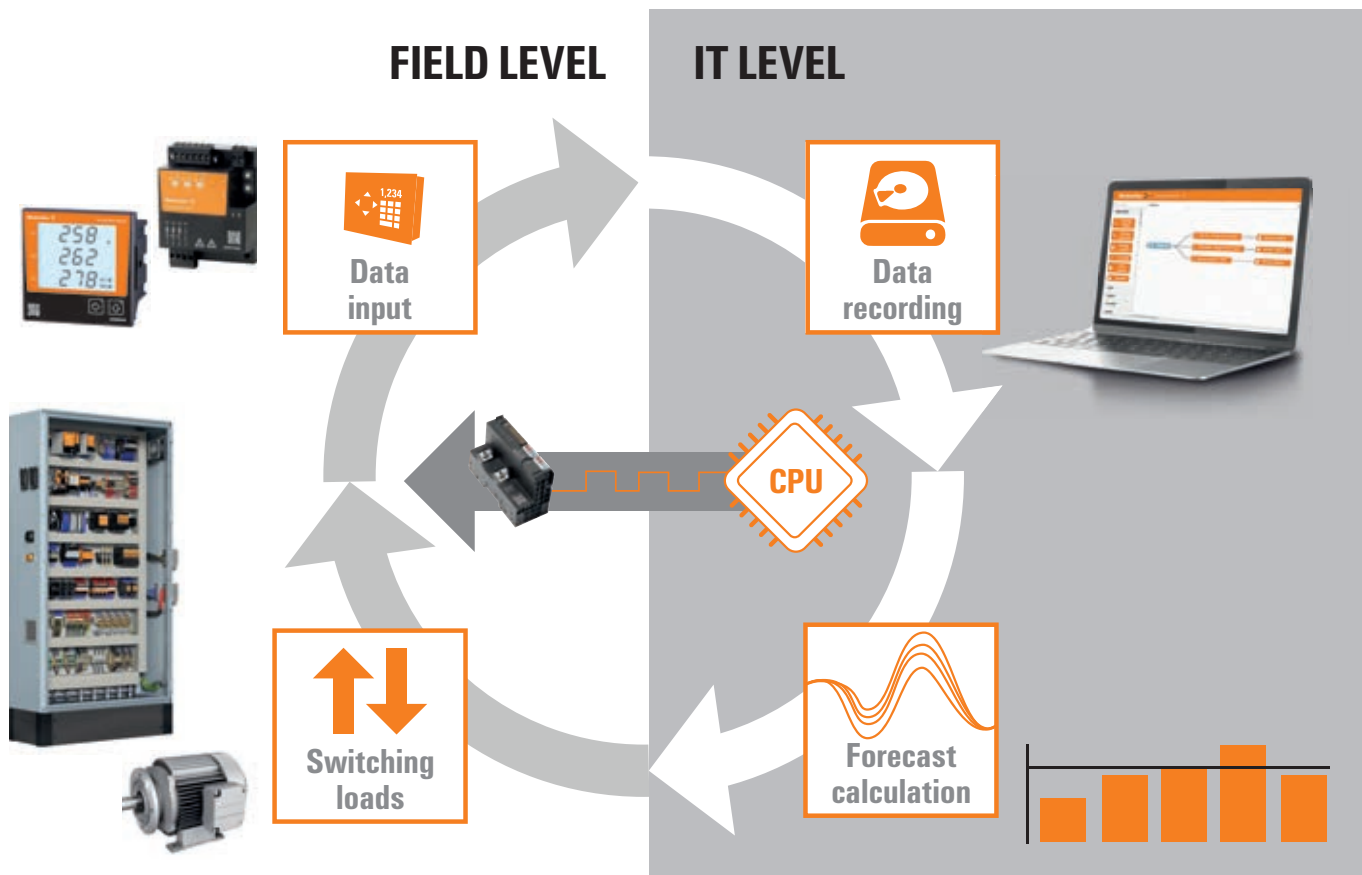 FIELD LEVEL
IT LEVEL
1,234
Data
input
Data
recording
258
262
278
CPU
Switching
loads
Forecast
calculation